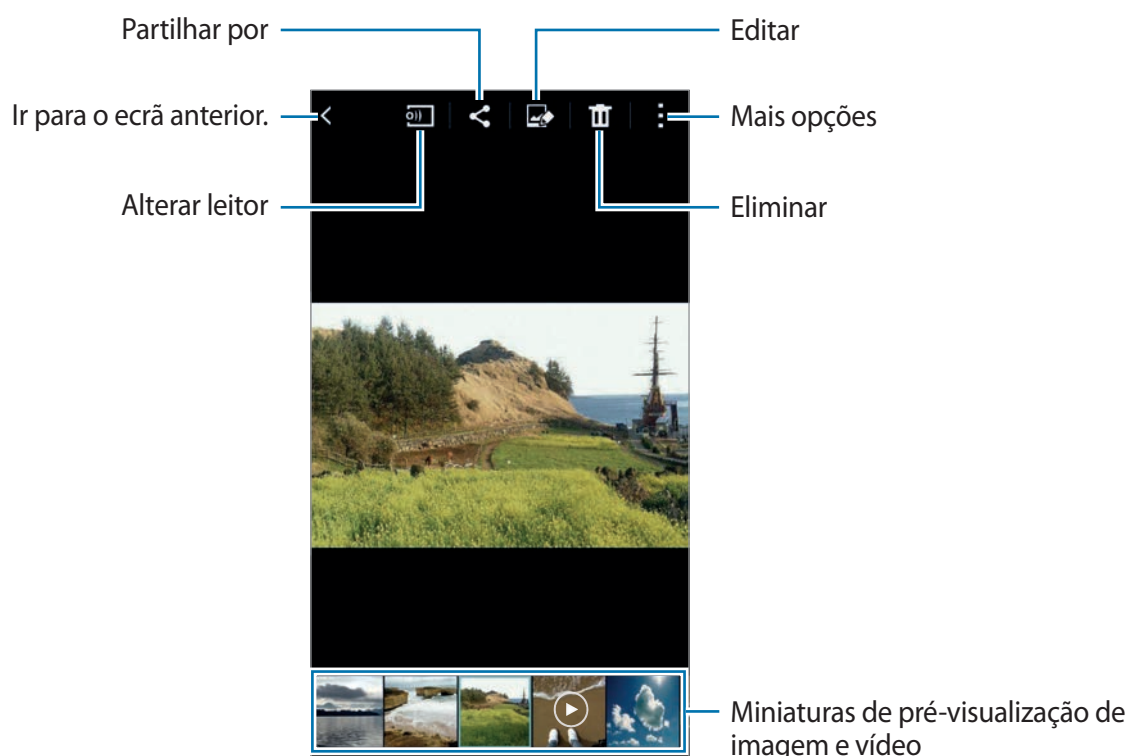 Partilhar por
Editar
Ir para o ecrã anterior.
Mais opções
Alterar leitor
Eliminar
Miniaturas de pré-visualização de
imagem e vídeo